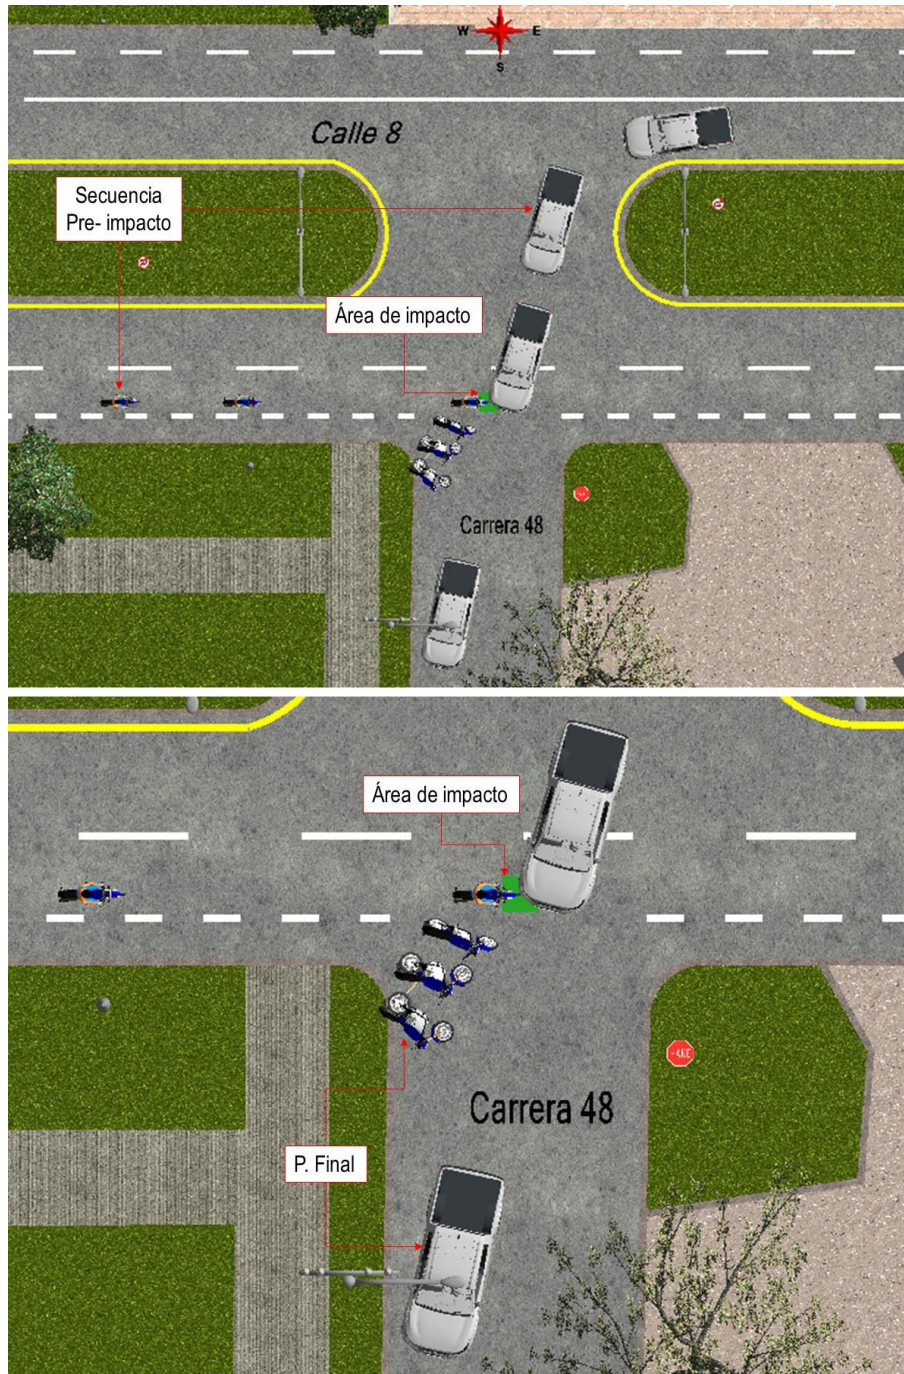 W E
S
Calle 8
Secuencia
Pre- impacto
Área de impacto
Carrera 48
Área de impacto
Carrera 48
P. Final